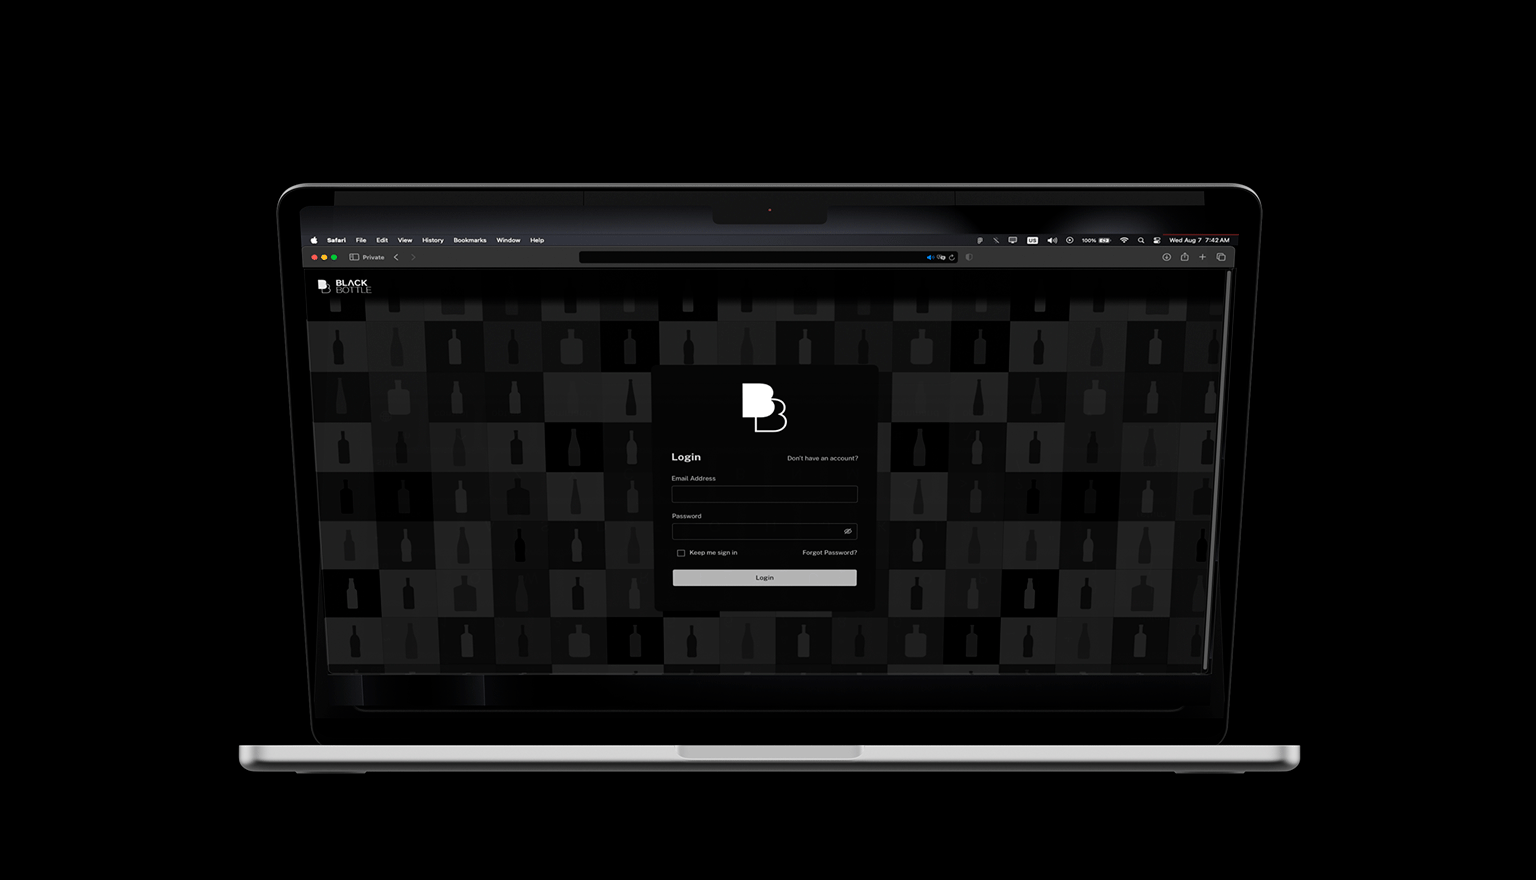 Safari File Edit View History Bookmarks Window Help US 100% Wed Aug 7 7:42 AM
Private
BLACK
BOTTLE
Login Don't have an account?
Email Address
Password
Keep me sign in Forgot Password?
Login